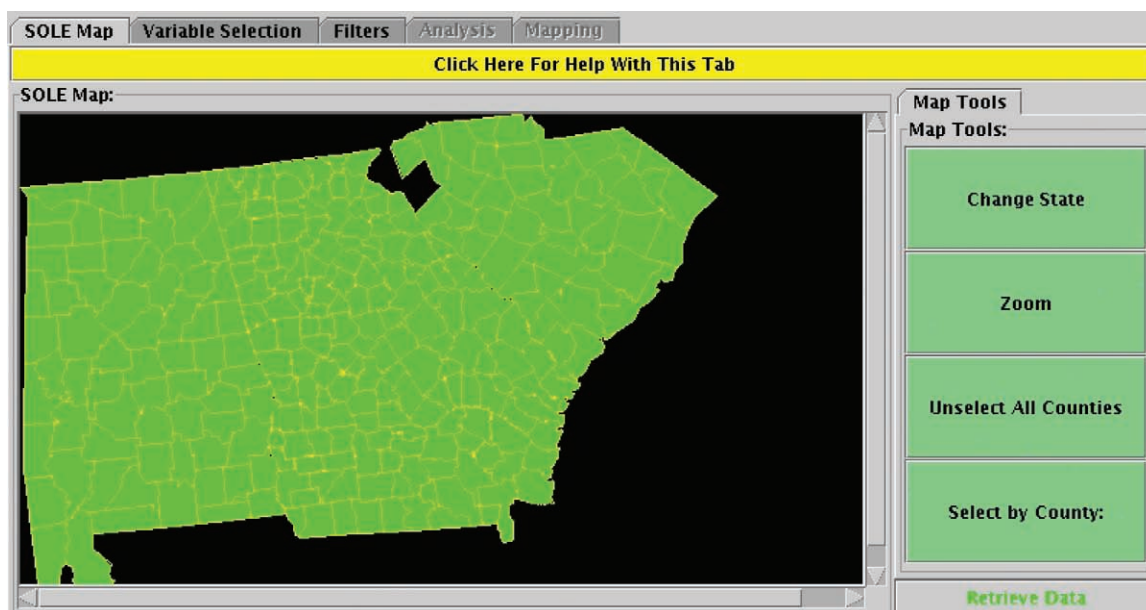 SOLE Map Variable Selection Filters Analysis Mapping
Click Here For Help With This Tab
SOLE Map:
Map Tools
Map Tools:
Change State
Zoom
Unselect All Counties
Select by County:
Retrieve Data